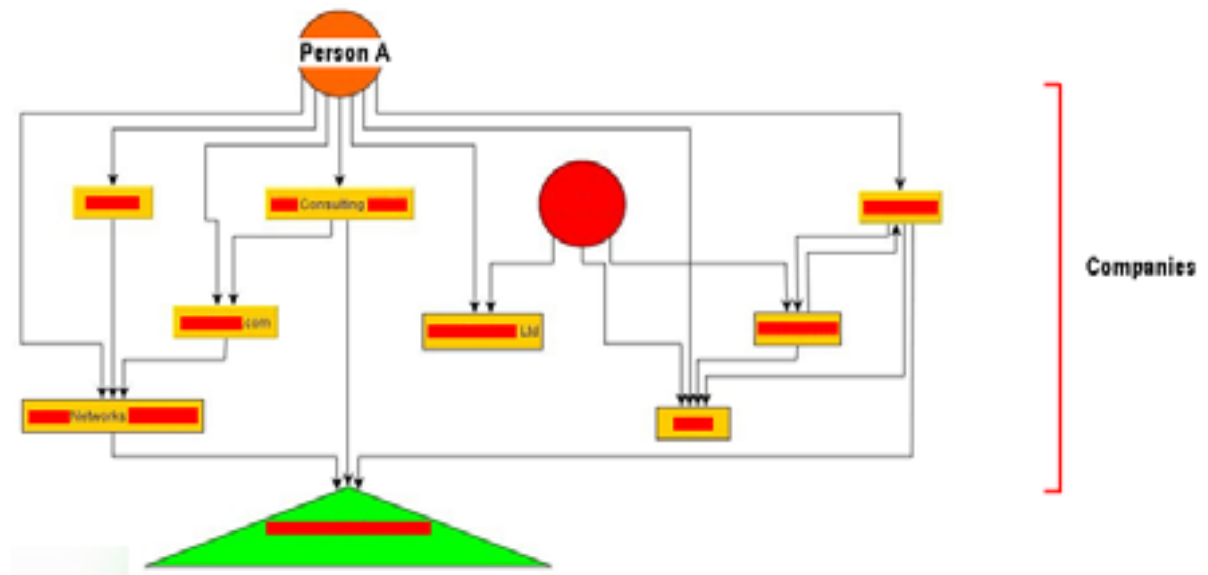 Person A
Consulting
Companies
com
Ltd
Networks